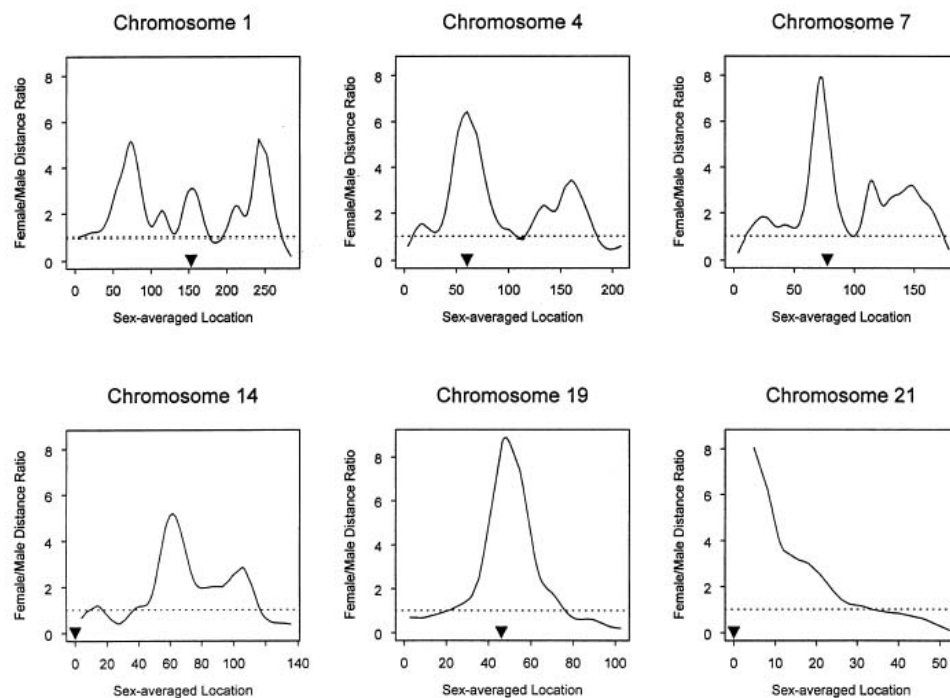 Chromosome 1
Female/Male Distance Ratio
8
6
4
2
0
0 50 100 150 200 250
Sex-averaged Location
Chromosome 4
Female/Male Distance Ratio
8
6
4
2
0
0 50 100 150 200
Sex-averaged Location
Chromosome 7
Female/Male Distance Ratio
8
6
4
2
0
0 50 100 150
Sex-averaged Location
Chromosome 14
Female/Male Distance Ratio
8
6
4
2
0
0 20 40 60 80 100 140
Sex-averaged Location
Chromosome 19
Female/Male Distance Ratio
8
6
4
2
0
0 20 40 60 80 100
Sex-averaged Location
Chromosome 21
Female/Male Distance Ratio
8
6
4
2
0
0 10 20 30 40 50
Sex-averaged Location